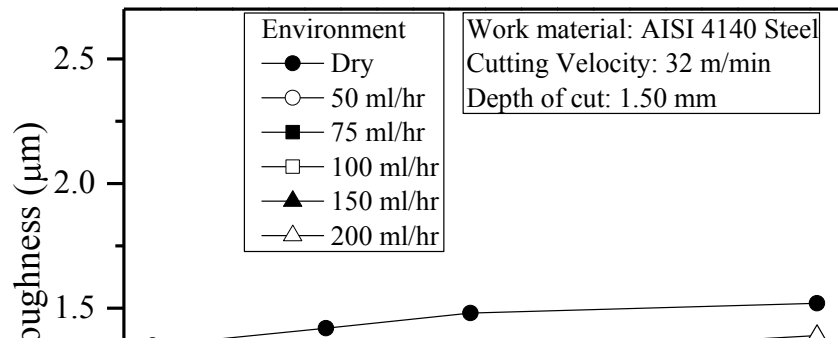 Environment
Dry
50 ml/hr
75 ml/hr
100 ml/hr
150 ml/hr
200 ml/hr
Work material: AISI 4140 Steel
Cutting Velocity: 32 m/min
Depth of cut: 1.50 mm
2.5
2.0
1.5
(μm)